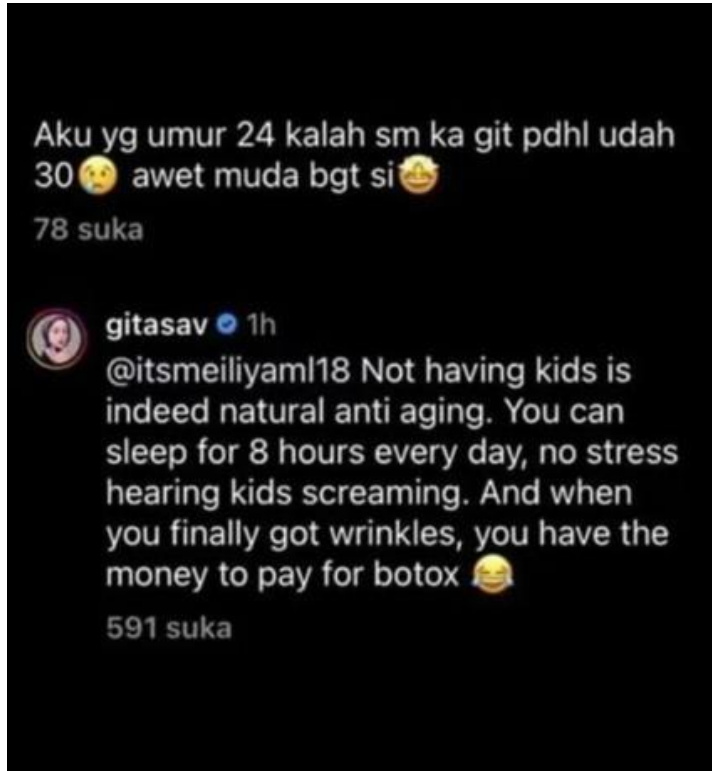 Aku yg umur 24 kalah sm ka git pdhl udah
30😢 awet muda bgt si🤩
78 suka
gitasav 1h
@itsmeiliyaml18 Not having kids is
indeed natural anti aging. You can
sleep for 8 hours every day, no stress
hearing kids screaming. And when
you finally got wrinkles, you have the
money to pay for botox 😂
591 suka